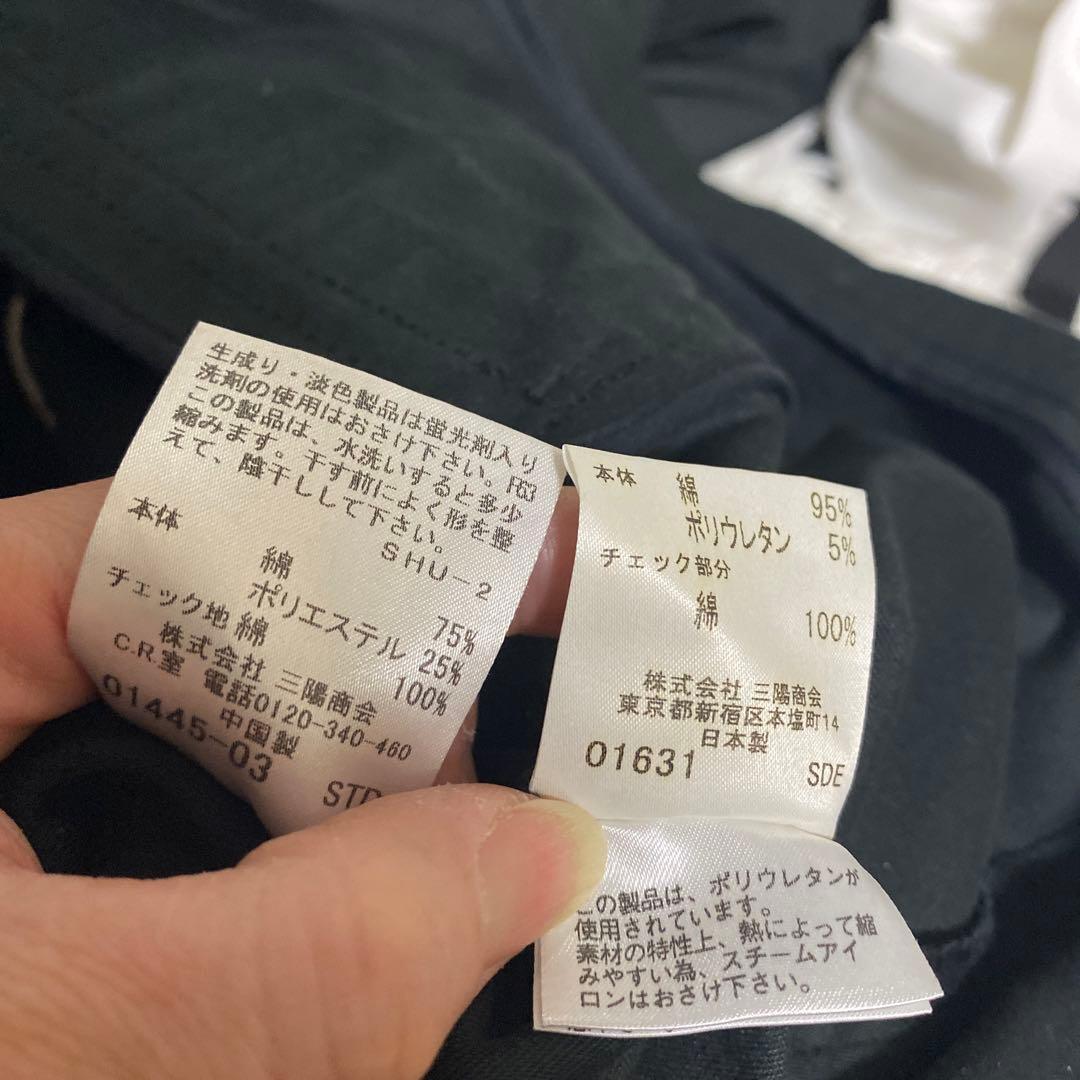 生成り・淡色製品は蛍光剤入り
洗剤の使用はおさけ下さい。F63
この製品は、水洗いすると多少
縮みます。干す前によく形を整
えて、陰干しして下さい。
SHU-2
本体
綿 75%
ポリエステル 25%
チェック地 綿 100%
株式会社 三陽商会
C.R.室 電話0120-340-460
中国製
01445-03 STD
本体 綿 95%
ポリウレタン 5%
チェック部分
綿 100%
株式会社 三陽商会
東京都新宿区本塩町14
日本製
01631 SDE
この製品は、ポリウレタンが
使用されています。
素材の特性上、熱によって縮
みやすい為、スチームアイ
ロンはおさけ下さい。